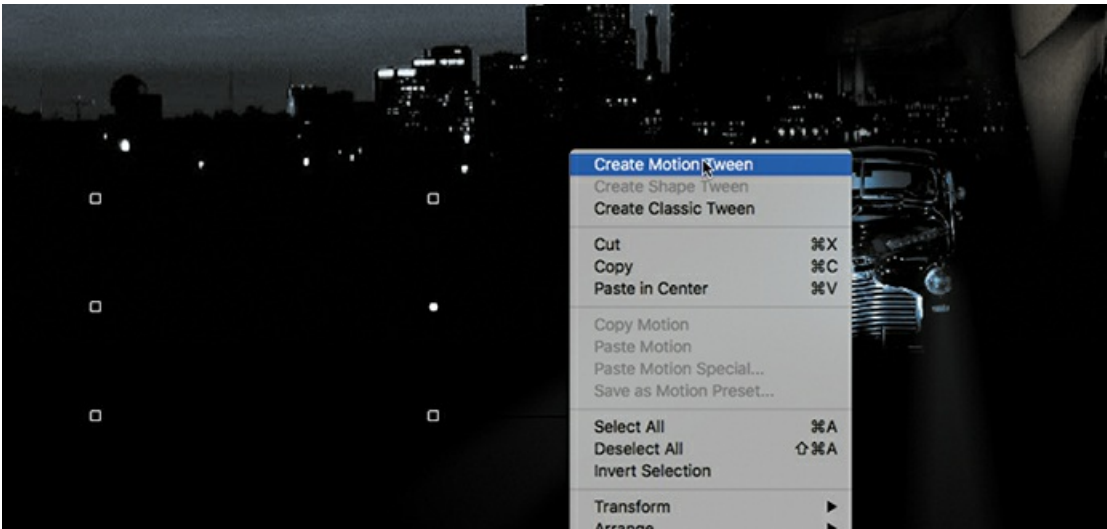 Create Motion Tween
Create Shape Tween
Create Classic Tween
Cut ⌘X
Copy ⌘C
Paste in Center ⌘V
Copy Motion
Paste Motion
Paste Motion Special...
Save as Motion Preset...
Select All ⌘A
Deselect All ⇧⌘A
Invert Selection
Transform ▶
Arrange ▶